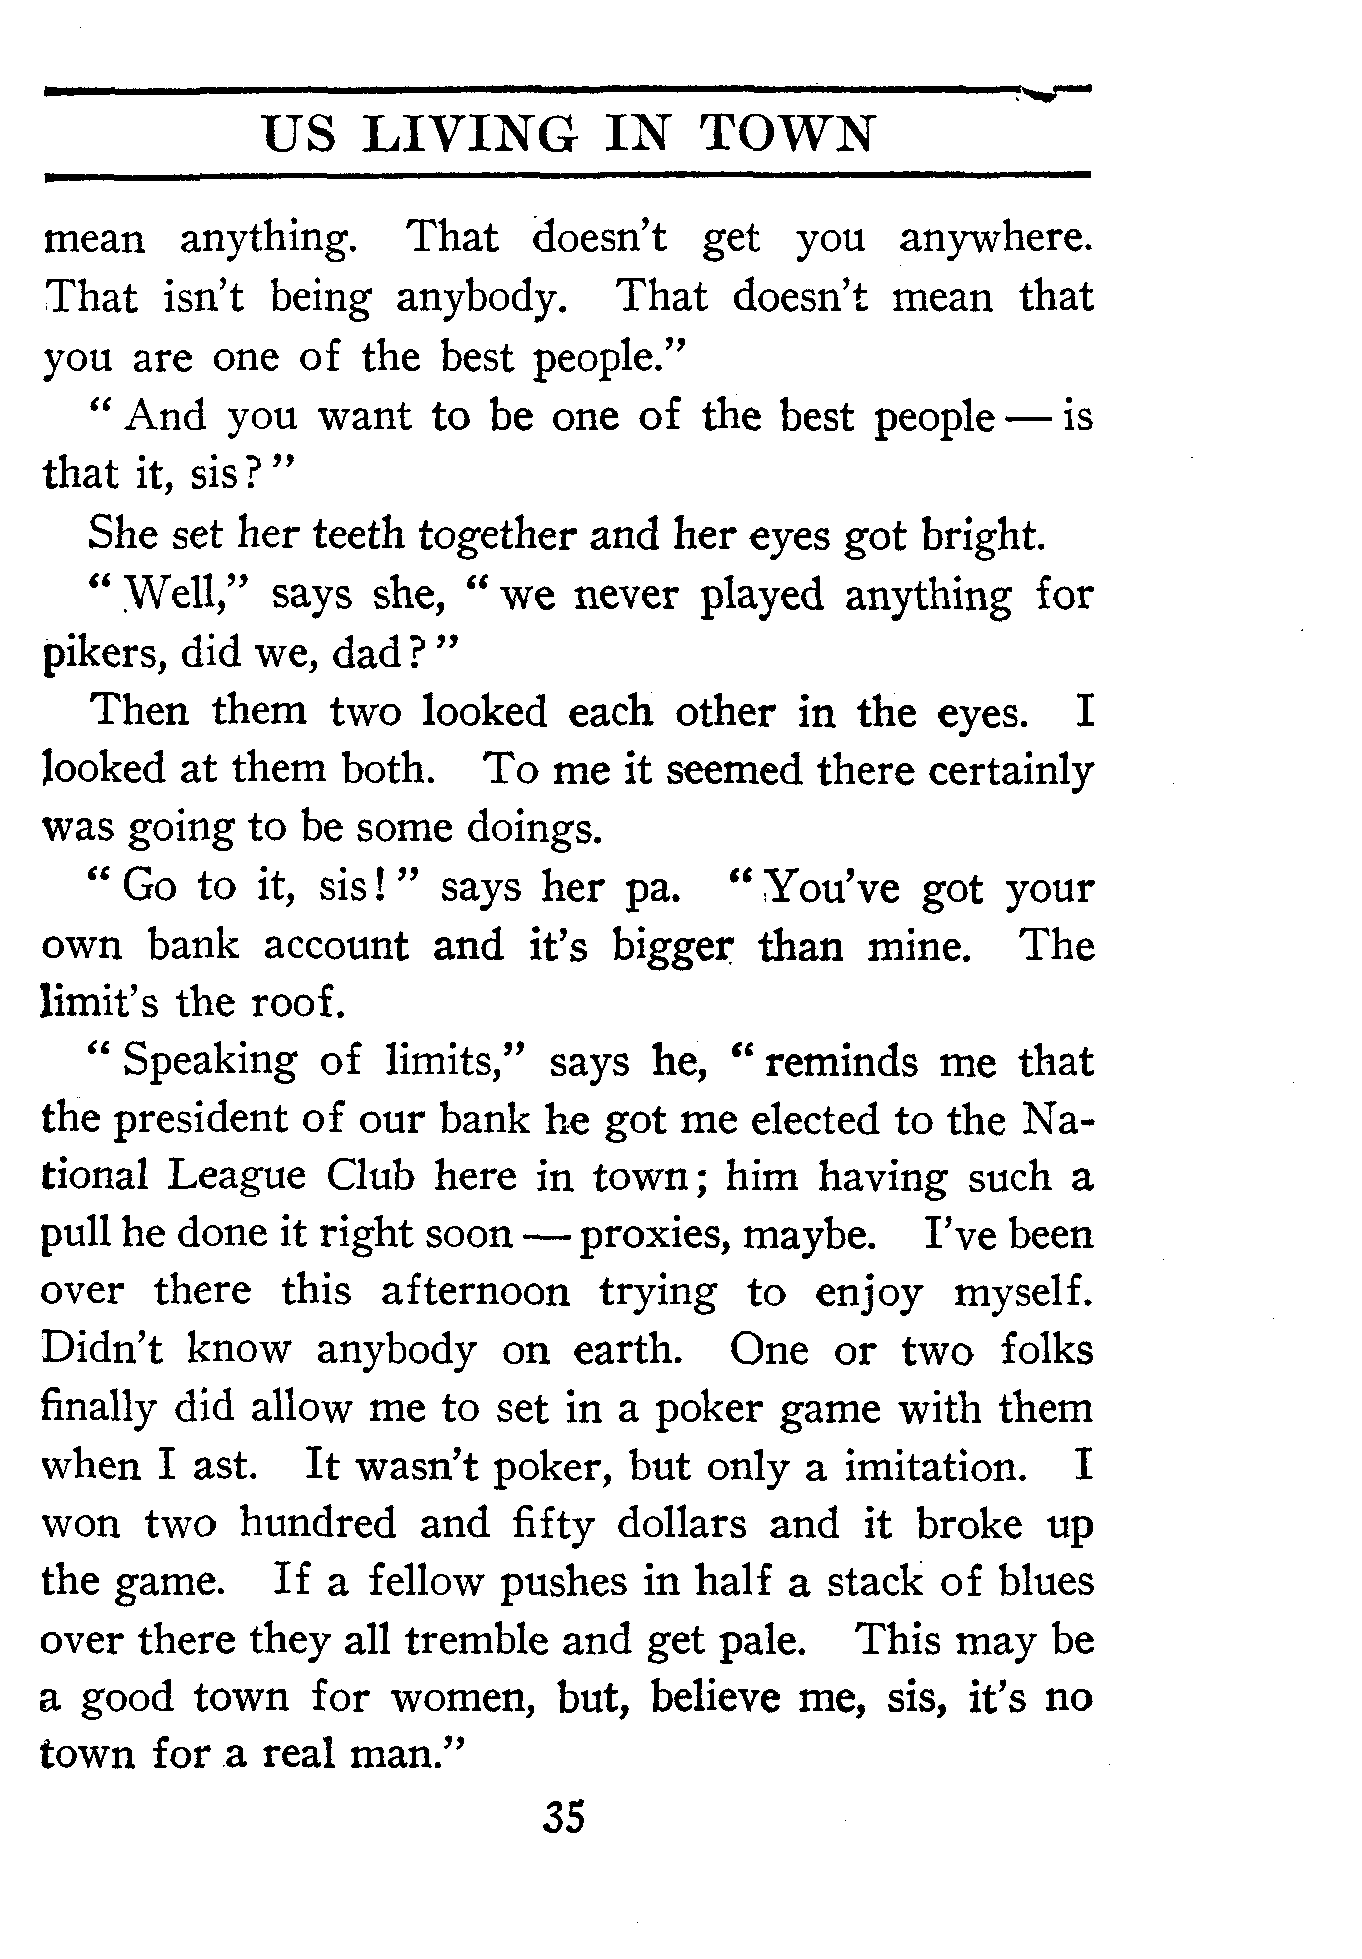 US LIVING IN TOWN
mean anything. That doesn't get you anywhere.
That isn't being anybody. That doesn't mean that
you are one of the best people."
" And you want to be one of the best people — is
that it, sis? "
She set her teeth together and her eyes got bright.
" Well," says she, " we never played anything for
pikers, did we, dad? "
Then them two looked each other in the eyes. I
looked at them both. To me it seemed there certainly
was going to be some doings.
" Go to it, sis! " says her pa. " You've got your
own bank account and it's bigger than mine. The
limit's the roof.
" Speaking of limits," says he, " reminds me that
the president of our bank he got me elected to the Na-
tional League Club here in town; him having such a
pull he done it right soon — proxies, maybe. I've been
over there this afternoon trying to enjoy myself.
Didn't know anybody on earth. One or two folks
finally did allow me to set in a poker game with them
when I ast. It wasn't poker, but only a imitation. I
won two hundred and fifty dollars and it broke up
the game. If a fellow pushes in half a stack of blues
over there they all tremble and get pale. This may be
a good town for women, but, believe me, sis, it's no
town for a real man."
35